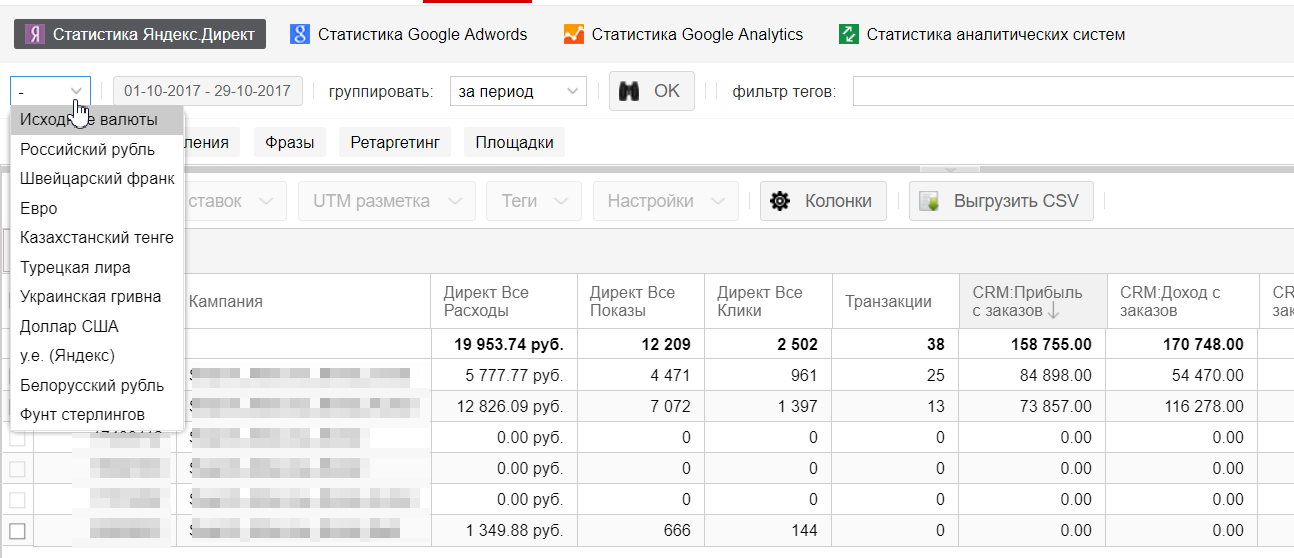 Статистика Яндекс.Директ Статистика Google Adwords Статистика Google Analytics Статистика аналитических систем
- 01-10-2017 - 29-10-2017 группировать: за период OK фильтр тегов:
Исходные валюты
Российский рубль
Швейцарский франк
Евро
Казахстанский тенге
Турецкая лира
Украинская гривна
Доллар США
у.е. (Яндекс)
Белорусский рубль
Фунт стерлингов
ления Фразы Ретаргетинг Площадки
ставок UTM разметка Теги Настройки Колонки Выгрузить CSV
Кампания Директ Все Расходы Директ Все Показы Директ Все Клики Транзакции CRM:Прибыль с заказов CRM:Доход с заказов CR зак
19 953.74 руб. 12 209 2 502 38 158 755.00 170 748.00
5 777.77 руб. 4 471 961 25 84 898.00 54 470.00
12 826.09 руб. 7 072 1 397 13 73 857.00 116 278.00
0.00 руб. 0 0 0 0.00 0.00
0.00 руб. 0 0 0 0.00 0.00
0.00 руб. 0 0 0 0.00 0.00
1 349.88 руб. 666 144 0 0.00 0.00